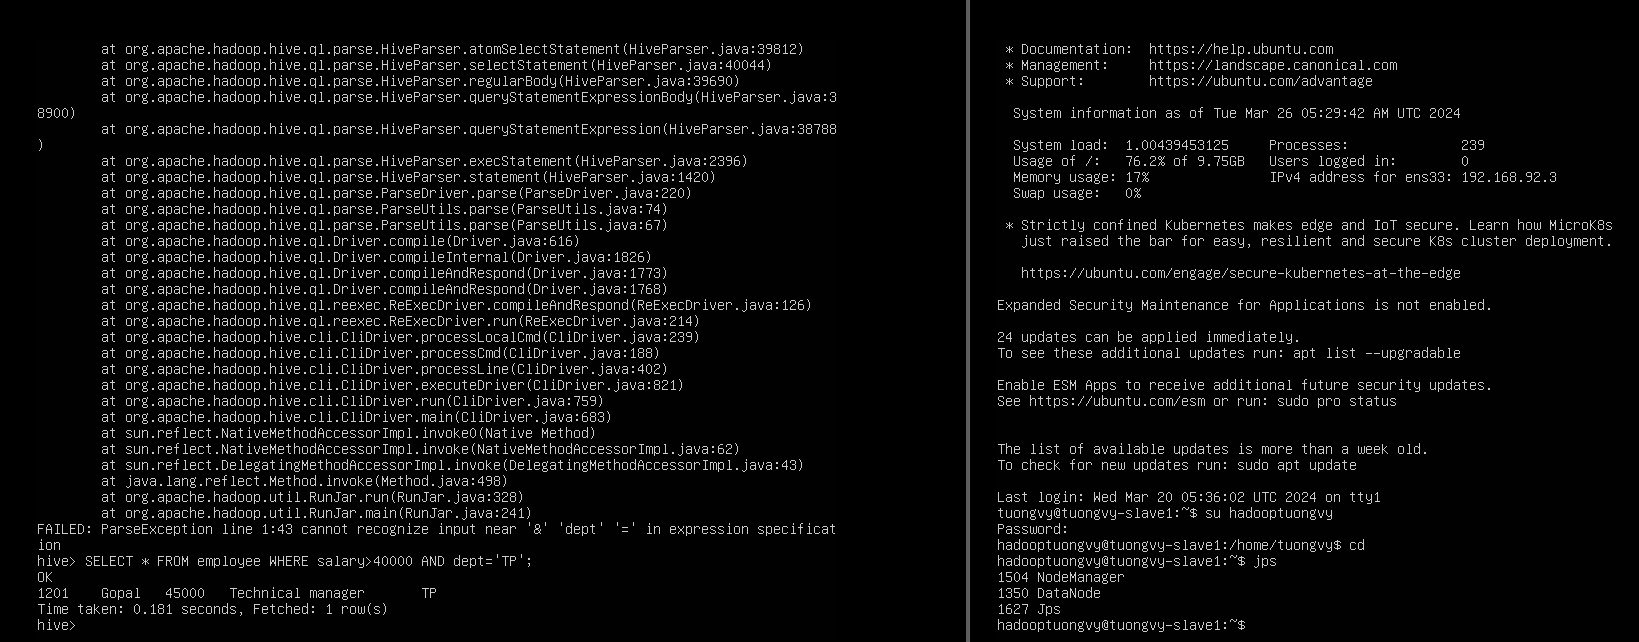 at org.apache.hadoop.hive.ql.parse.HiveParser.atomSelectStatement(HiveParser.java:39812)
at org.apache.hadoop.hive.ql.parse.HiveParser.selectStatement(HiveParser.java:40044)
at org.apache.hadoop.hive.ql.parse.HiveParser.regularBody(HiveParser.java:39690)
at org.apache.hadoop.hive.ql.parse.HiveParser.queryStatementExpressionBody(HiveParser.java:3
8900)
at org.apache.hadoop.hive.ql.parse.HiveParser.queryStatementExpression(HiveParser.java:38788
)
at org.apache.hadoop.hive.ql.parse.HiveParser.execStatement(HiveParser.java:2396)
at org.apache.hadoop.hive.ql.parse.HiveParser.statement(HiveParser.java:1420)
at org.apache.hadoop.hive.ql.parse.ParseDriver.parse(ParseDriver.java:220)
at org.apache.hadoop.hive.ql.parse.ParseUtils.parse(ParseUtils.java:74)
at org.apache.hadoop.hive.ql.parse.ParseUtils.parse(ParseUtils.java:67)
at org.apache.hadoop.hive.ql.Driver.compile(Driver.java:616)
at org.apache.hadoop.hive.ql.Driver.compileInternal(Driver.java:1826)
at org.apache.hadoop.hive.ql.Driver.compileAndRespond(Driver.java:1773)
at org.apache.hadoop.hive.ql.Driver.compileAndRespond(Driver.java:1768)
at org.apache.hadoop.hive.ql.reexec.ReExecDriver.compileAndRespond(ReExecDriver.java:126)
at org.apache.hadoop.hive.ql.reexec.ReExecDriver.run(ReExecDriver.java:214)
at org.apache.hadoop.hive.cli.CliDriver.processLocalCmd(CliDriver.java:239)
at org.apache.hadoop.hive.cli.CliDriver.processCmd(CliDriver.java:188)
at org.apache.hadoop.hive.cli.CliDriver.processLine(CliDriver.java:402)
at org.apache.hadoop.hive.cli.CliDriver.executeDriver(CliDriver.java:821)
at org.apache.hadoop.hive.cli.CliDriver.run(CliDriver.java:759)
at org.apache.hadoop.hive.cli.CliDriver.main(CliDriver.java:683)
at sun.reflect.NativeMethodAccessorImpl.invoke0(Native Method)
at sun.reflect.NativeMethodAccessorImpl.invoke(NativeMethodAccessorImpl.java:62)
at sun.reflect.DelegatingMethodAccessorImpl.invoke(DelegatingMethodAccessorImpl.java:43)
at java.lang.reflect.Method.invoke(Method.java:498)
at org.apache.hadoop.util.RunJar.run(RunJar.java:328)
at org.apache.hadoop.util.RunJar.main(RunJar.java:241)
FAILED: ParseException line 1:43 cannot recognize input near '&' 'dept' '=' in expression specificat
ion
hive> SELECT * FROM employee WHERE salary>40000 AND dept='TP';
OK
1201 Gopal 45000 Technical manager TP
Time taken: 0.181 seconds, Fetched: 1 row(s)
hive>
* Documentation: https://help.ubuntu.com
* Management: https://landscape.canonical.com
* Support: https://ubuntu.com/advantage
System information as of Tue Mar 26 05:29:42 AM UTC 2024
System load: 1.00439453125 Processes: 239
Usage of /: 76.2% of 9.75GB Users logged in: 0
Memory usage: 17% IPv4 address for ens33: 192.168.92.3
Swap usage: 0%
* Strictly confined Kubernetes makes edge and IoT secure. Learn how MicroK8s
just raised the bar for easy, resilient and secure K8s cluster deployment.
https://ubuntu.com/engage/secure-kubernetes-at-the-edge
Expanded Security Maintenance for Applications is not enabled.
24 updates can be applied immediately.
To see these additional updates run: apt list --upgradable
Enable ESM Apps to receive additional future security updates.
See https://ubuntu.com/esm or run: sudo pro status
The list of available updates is more than a week old.
To check for new updates run: sudo apt update
Last login: Wed Mar 20 05:36:02 UTC 2024 on tty1
tuongvy@tuongvy-slave1:~$ su hadooptuongvy
Password:
hadooptuongvy@tuongvy-slave1:/home/tuongvy$ cd
hadooptuongvy@tuongvy-slave1:~$ jps
1504 NodeManager
1350 DataNode
1627 Jps
hadooptuongvy@tuongvy-slave1:~$